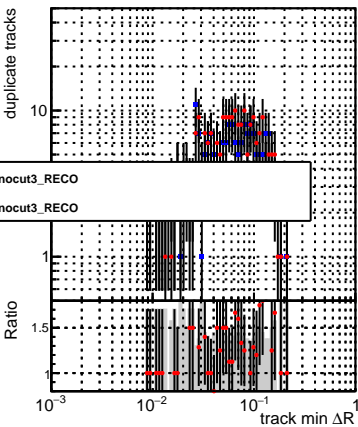 duplicate tracks
10
nocut3_RECO
nocut3_RECO
1
Ratio
1.5
1
10⁻³
10⁻²
10⁻¹
1
track min ΔR